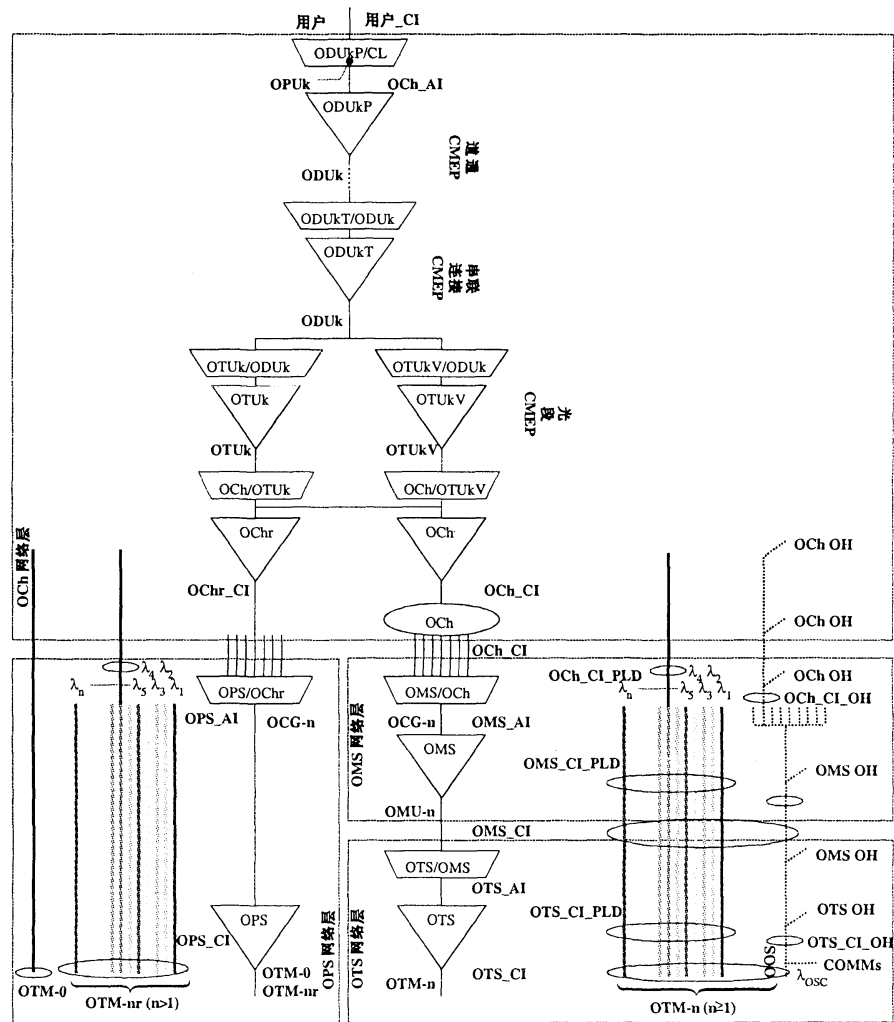 用户 用户_CI
ODUkP/CL
OPUk OCh_AI
ODUkP
通道
CMEP
ODUk
ODUkT/ODUk
ODUkT
串联
连接
CMEP
ODUk
OTUk/ODUk OTUkV/ODUk
OTUk OTUkV
光段
CMEP
OTUk OTUkV
OCh/OTUk OCh/OTUkV
OChr OCh
OCh 网络层
OCh OH
OChr_CI OCh_CI
OCh
OCh OH
OCh_CI
λ4 λ2
λn λ5 λ3 λ1
OPS/OChr
OPS_AI OCG-n
OMS/OCh
OCG-n OMS_AI
OCh_CI_PLD
λ4 λ2
λn λ5 λ3 λ1
OCh OH
OCh_CI_OH
OMS 网络层
OMS
OMS_CI_PLD
OMS OH
OMU-n
OMS_CI
OTS/OMS
OMS OH
OTS_AI
OPS
OPS_CI
OPS 网络层
OTS 网络层
OTS
OTS_CI_PLD
OTS OH
OTS_CI_OH
OOS
COMMs
λOSC
OTM-0
OTM-nr (n>1)
OTM-0
OTM-nr
OTM-n OTS_CI
OTM-n (n≥1)